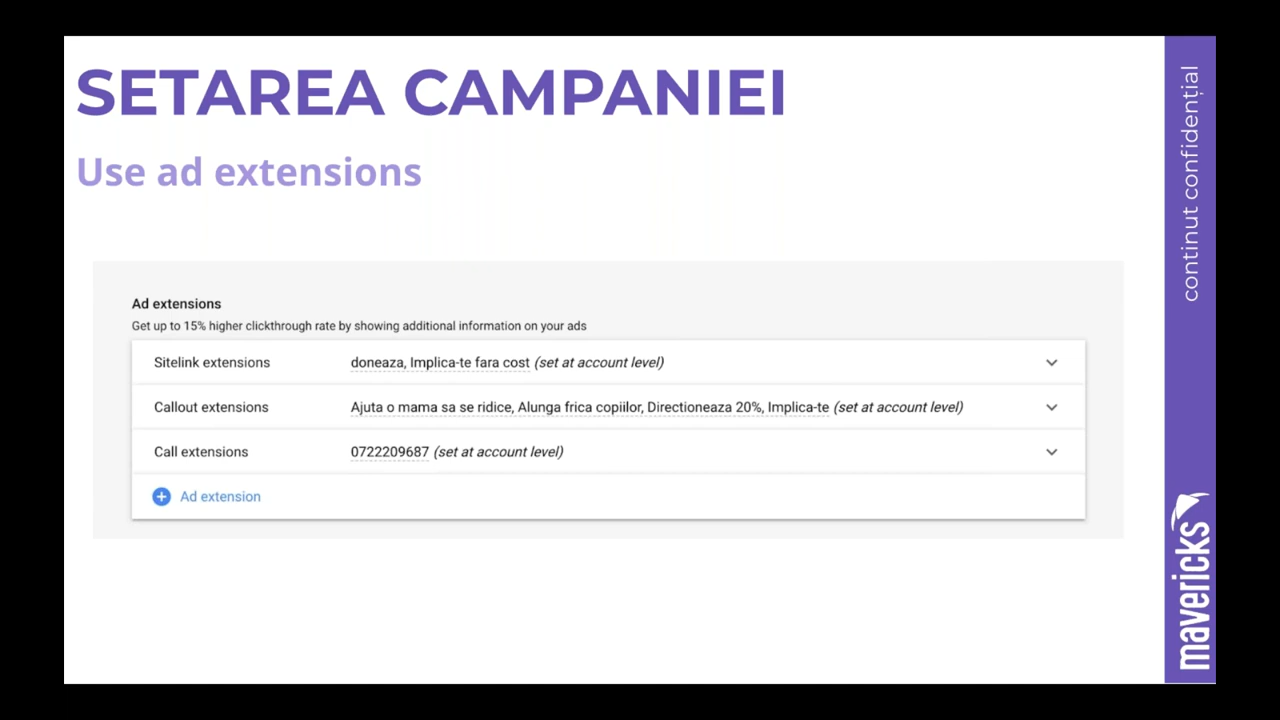 SETAREA CAMPANIEI
Use ad extensions
Ad extensions
Get up to 15% higher clickthrough rate by showing additional information on your ads
Sitelink extensions doneaza, Implica-te fara cost (set at account level)
Callout extensions Ajuta o mama sa se ridice, Alunga frica copiilor, Directioneaza 20%, Implica-te (set at account level)
Call extensions 0722209687 (set at account level)
Ad extension
continut confidențial
mavericks